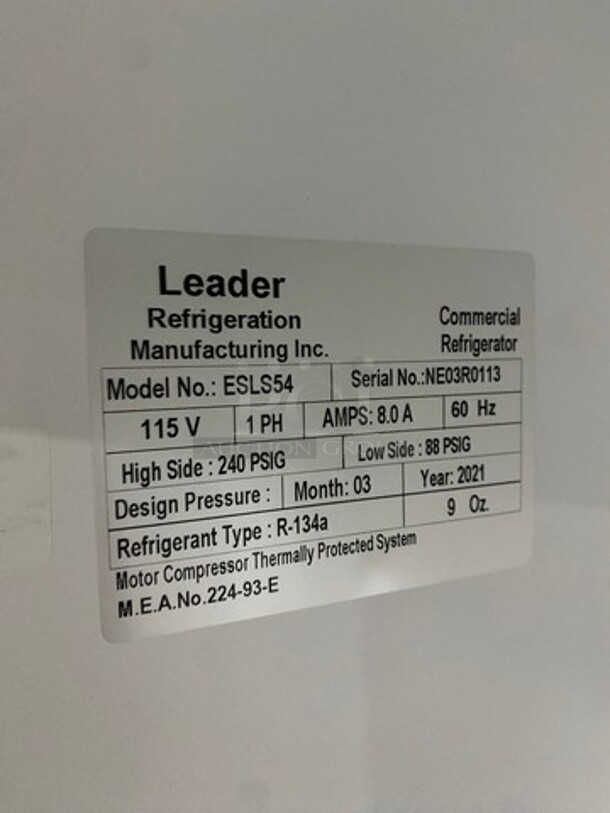 Leader
Refrigeration Commercial
Manufacturing Inc. Refrigerator
Model No.: ESLS54 Serial No.:NE03R0113
115 V 1 PH AMPS: 8.0 A 60 Hz
High Side : 240 PSIG Low Side : 88 PSIG
Design Pressure : Month: 03 Year: 2021
Refrigerant Type : R-134a 9 Oz.
Motor Compressor Thermally Protected System
M.E.A.No.224-93-E
AUCTION GROUP